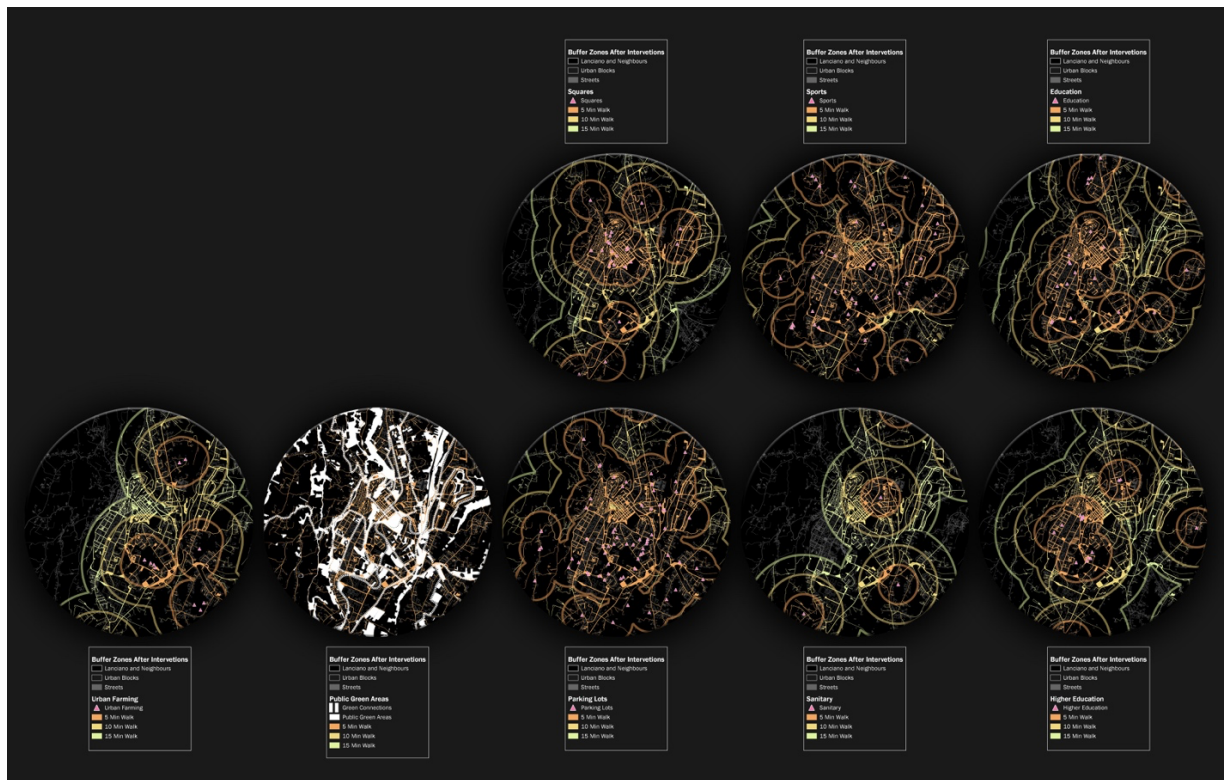 Buffer Zones After Intervetions
Lanciano and Neighbours
Urban Blocks
Streets
Squares
Squares
5 Min Walk
10 Min Walk
15 Min Walk
Buffer Zones After Intervetions
Lanciano and Neighbours
Urban Blocks
Streets
Sports
Sports
5 Min Walk
10 Min Walk
15 Min Walk
Buffer Zones After Intervetions
Lanciano and Neighbours
Urban Blocks
Streets
Education
Education
5 Min Walk
10 Min Walk
15 Min Walk
Buffer Zones After Intervetions
Lanciano and Neighbours
Urban Blocks
Streets
Urban Farming
Urban Farming
5 Min Walk
10 Min Walk
15 Min Walk
Buffer Zones After Intervetions
Lanciano and Neighbours
Urban Blocks
Streets
Public Green Areas
Green Connections
Public Green Areas
5 Min Walk
10 Min Walk
15 Min Walk
Buffer Zones After Intervetions
Lanciano and Neighbours
Urban Blocks
Streets
Parking Lots
Parking Lots
5 Min Walk
10 Min Walk
15 Min Walk
Buffer Zones After Intervetions
Lanciano and Neighbours
Urban Blocks
Streets
Sanitary
Sanitary
5 Min Walk
10 Min Walk
15 Min Walk
Buffer Zones After Intervetions
Lanciano and Neighbours
Urban Blocks
Streets
Higher Education
Higher Education
5 Min Walk
10 Min Walk
15 Min Walk